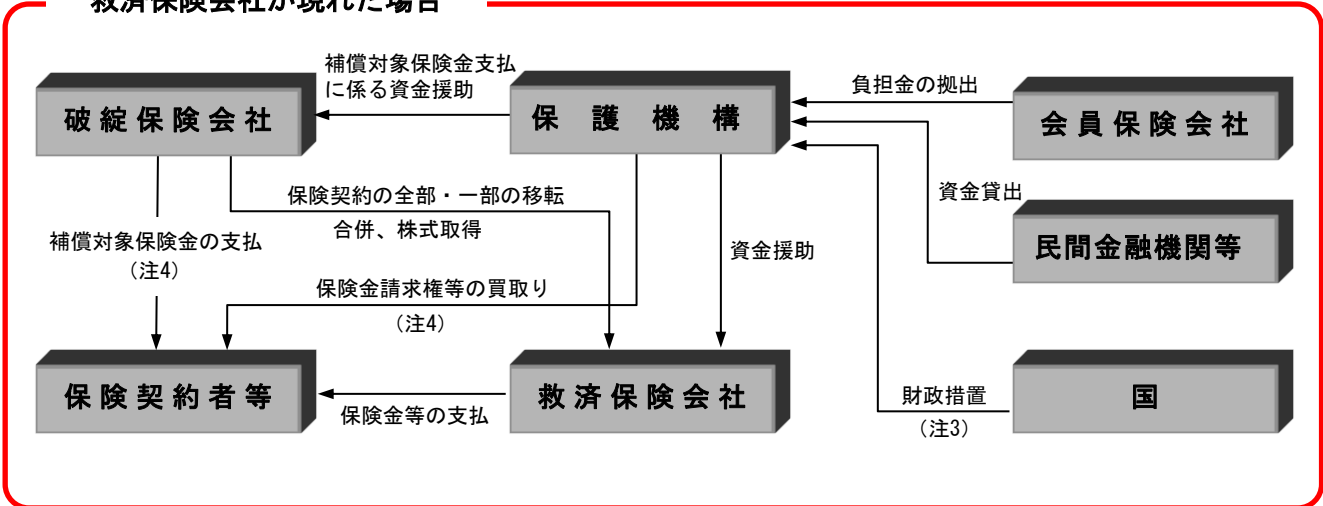 救済保険会社が現れた場合
補償対象保険金支払
に係る資金援助
負担金の拠出
破綻保険会社
保護機構
会員保険会社
資金貸出
保険契約の全部・一部の移転
合併、株式取得
補償対象保険金の支払
（注4）
資金援助
民間金融機関等
保険金請求権等の買取り
（注4）
保険契約者等
救済保険会社
保険金等の支払
財政措置
（注3）
国